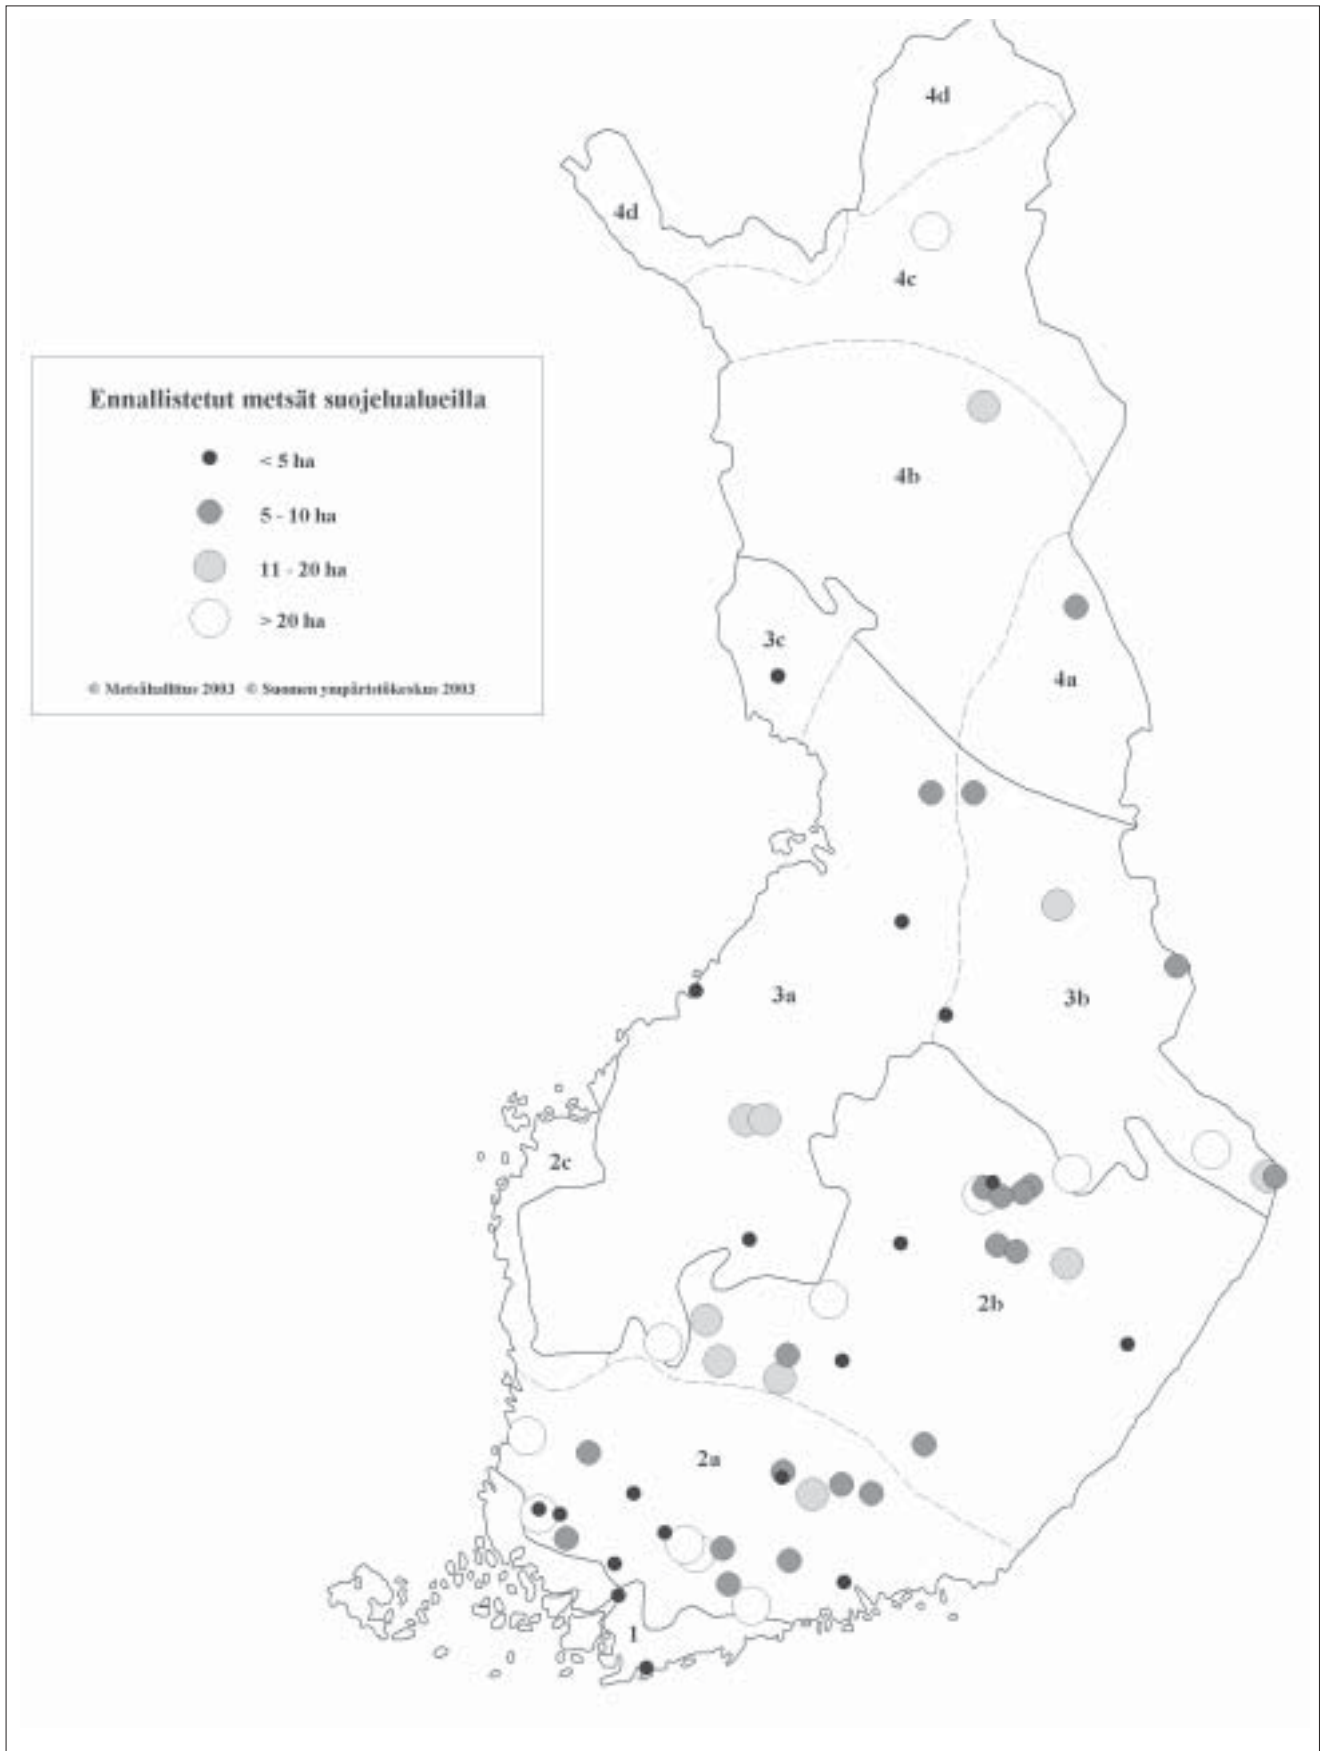 4d
4d
4c
Ennallistetut metsät suojelualueilla
< 5 ha
5 - 10 ha
11 - 20 ha
> 20 ha
© Metsähallitus 2003 © Suomen ympäristökeskus 2003
4b
3c
4a
3a
3b
2c
2b
2a
1